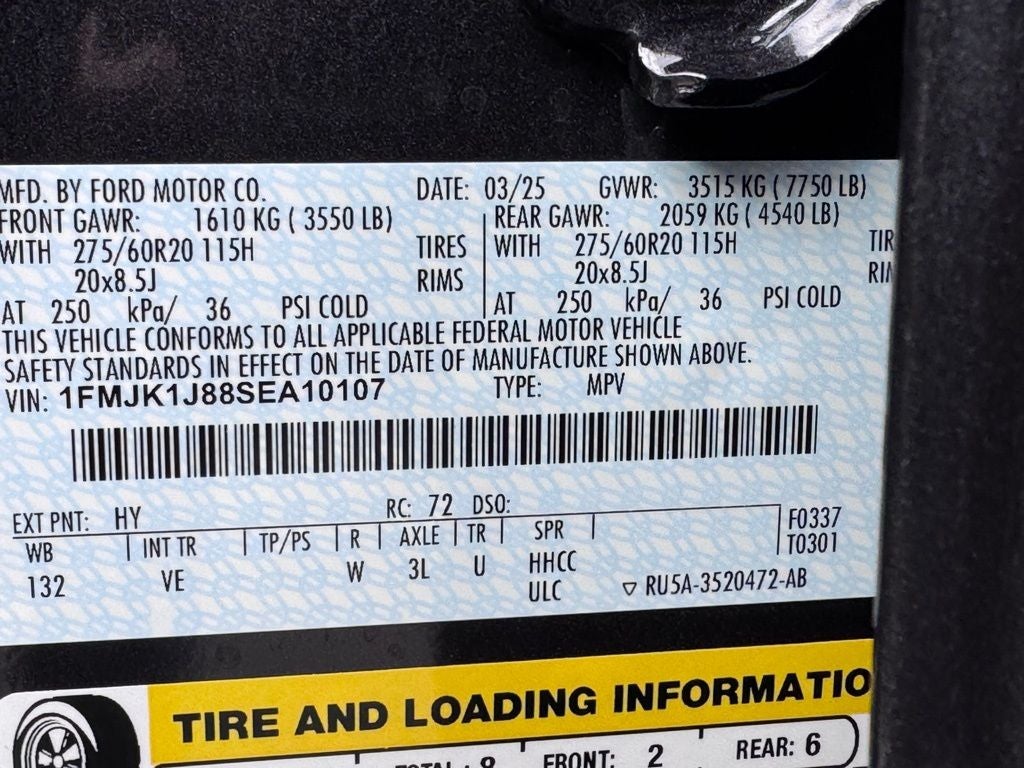 MFD. BY FORD MOTOR CO. DATE: 03/25 GVWR: 3515 KG ( 7750 LB)
FRONT GAWR: 1610 KG ( 3550 LB) REAR GAWR: 2059 KG ( 4540 LB)
WITH 275/60R20 115H TIRES WITH 275/60R20 115H TIR
20x8.5J RIMS 20x8.5J RIM
AT 250 kPa/ 36 PSI COLD AT 250 kPa/ 36 PSI COLD
THIS VEHICLE CONFORMS TO ALL APPLICABLE FEDERAL MOTOR VEHICLE
SAFETY STANDARDS IN EFFECT ON THE DATE OF MANUFACTURE SHOWN ABOVE.
VIN: 1FMJK1J88SEA10107 TYPE: MPV
EXT PNT: HY RC: 72 DSO:
WB INT TR TP/PS R AXLE TR SPR F0337
T0301
132 VE W 3L U HHCC
ULC ▽ RU5A-3520472-AB
TIRE AND LOADING INFORMATIO
TOTAL: 8 FRONT: 2 REAR: 6